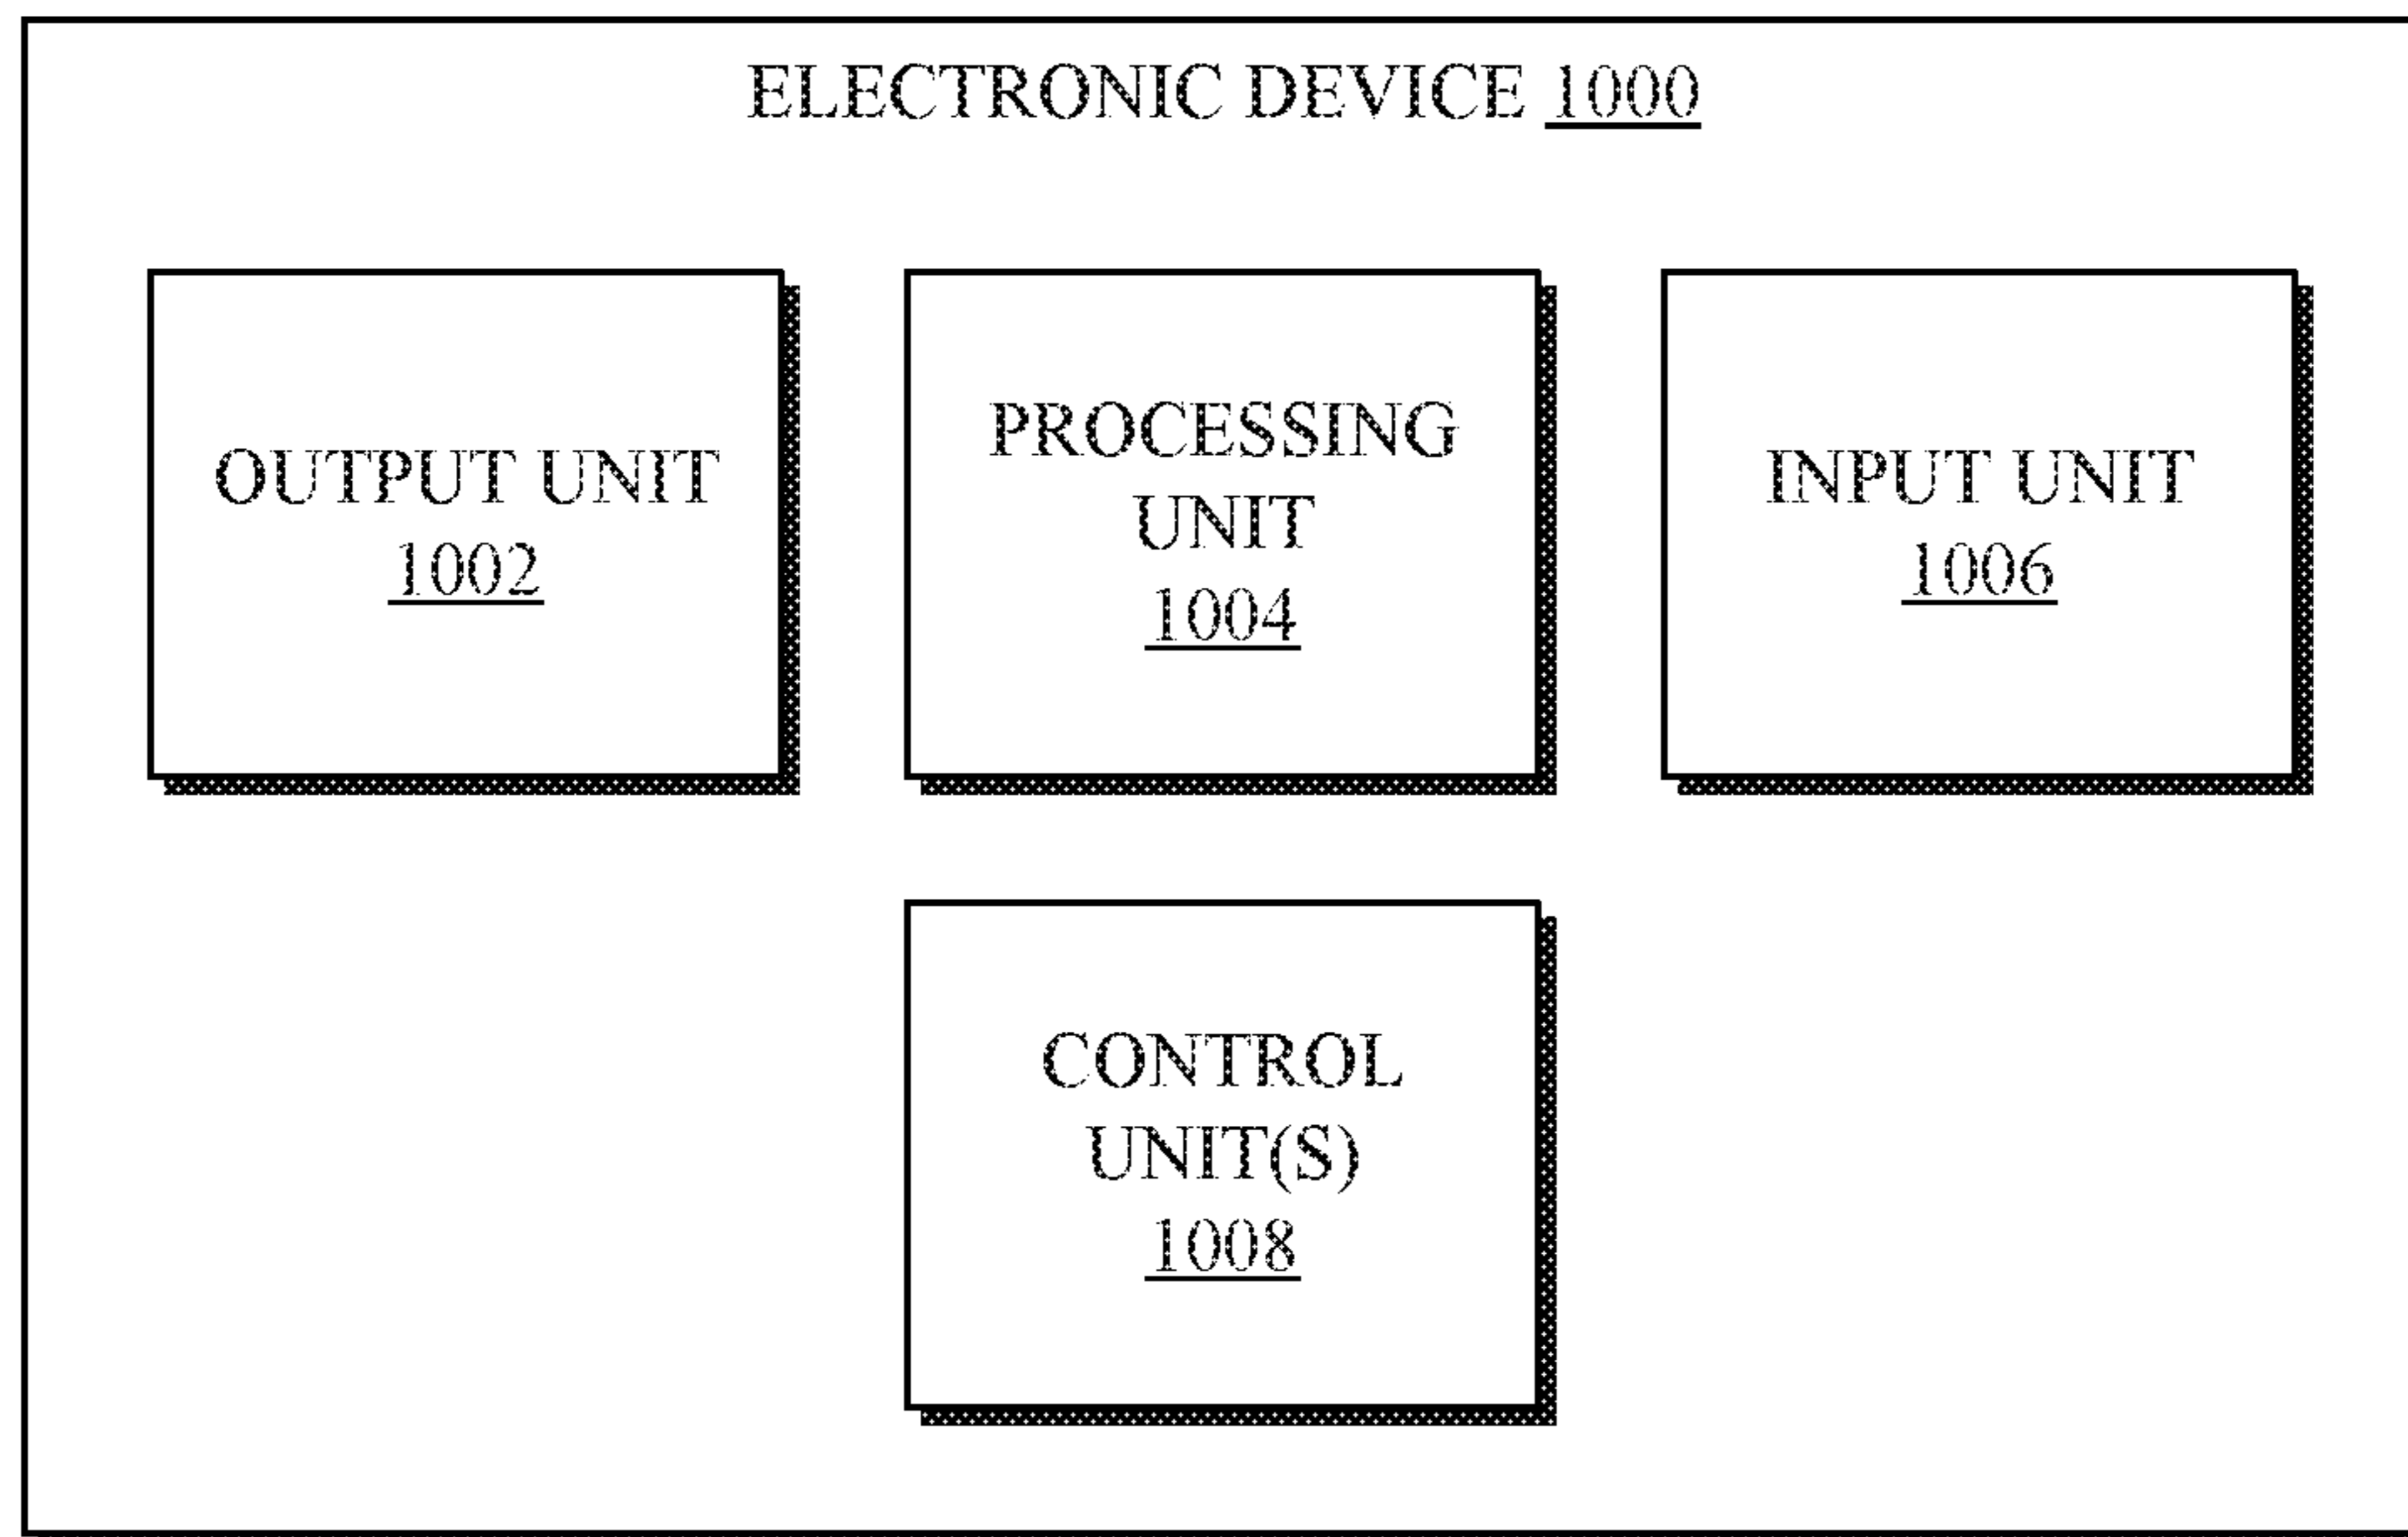 ELECTRONIC DEVICE 1000
OUTPUT UNIT
1002
PROCESSING
UNIT
1004
INPUT UNIT
1006
CONTROL
UNIT(S)
1008